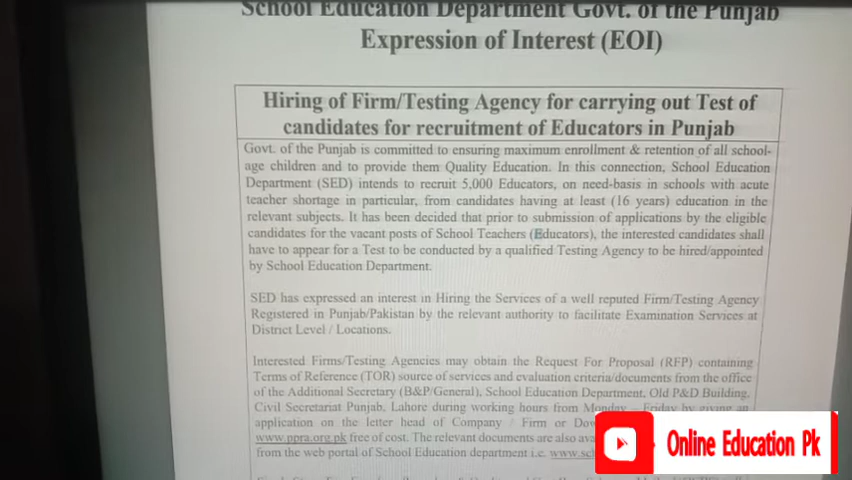 School Education Department Govt. of the Punjab
Expression of Interest (EOI)
Hiring of Firm/Testing Agency for carrying out Test of
candidates for recruitment of Educators in Punjab
Govt. of the Punjab is committed to ensuring maximum enrollment & retention of all school-
age children and to provide them Quality Education. In this connection, School Education
Department (SED) intends to recruit 5,000 Educators, on need-basis in schools with acute
teacher shortage in particular, from candidates having at least (16 years) education in the
relevant subjects. It has been decided that prior to submission of applications by the eligible
candidates for the vacant posts of School Teachers (Educators), the interested candidates shall
have to appear for a Test to be conducted by a qualified Testing Agency to be hired/appointed
by School Education Department.
SED has expressed an interest in Hiring the Services of a well reputed Firm/Testing Agency
Registered in Punjab/Pakistan by the relevant authority to facilitate Examination Services at
District Level / Locations.
Interested Firms/Testing Agencies may obtain the Request For Proposal (RFP) containing
Terms of Reference (TOR) source of services and evaluation criteria/documents from the office
of the Additional Secretary (B&P/General), School Education Department, Old P&D Building,
Civil Secretariat Punjab, Lahore during working hours from Monday – Friday by giving an
application on the letter head of Company / Firm or
www.ppra.org.pk free of cost. The relevant documents are also
from the web portal of School Education department i.e.
Online Education Pk